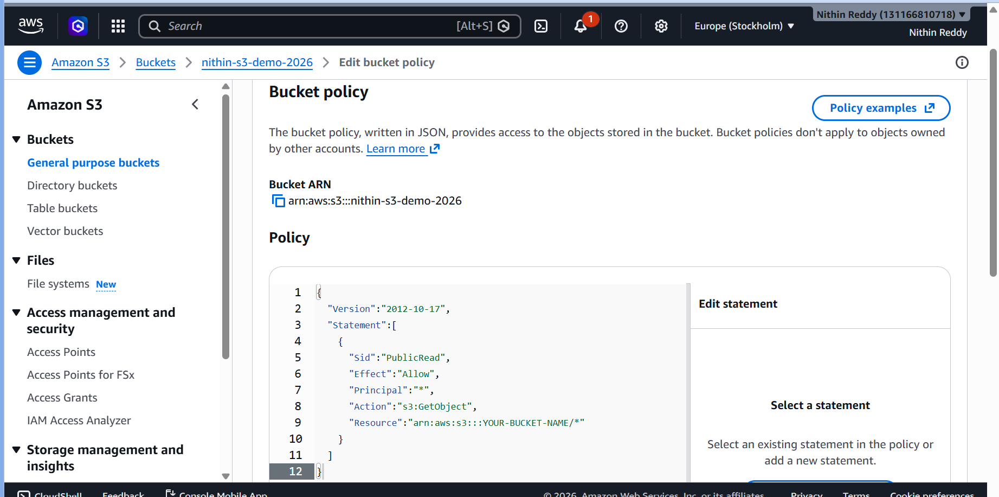 aws
Search [Alt+S]
1
Europe (Stockholm) ▼
Nithin Reddy (131166810718) ▼
Nithin Reddy
Amazon S3 > Buckets > nithin-s3-demo-2026 > Edit bucket policy
Amazon S3
Buckets
General purpose buckets
Directory buckets
Table buckets
Vector buckets
Files
File systems New
Access management and
security
Access Points
Access Points for FSx
Access Grants
IAM Access Analyzer
Storage management and
insights
Bucket policy
Policy examples
The bucket policy, written in JSON, provides access to the objects stored in the bucket. Bucket policies don't apply to objects owned
by other accounts. Learn more
Bucket ARN
arn:aws:s3:::nithin-s3-demo-2026
Policy
1 {
2 "Version":"2012-10-17",
3 "Statement":[
4 {
5 "Sid":"PublicRead",
6 "Effect":"Allow",
7 "Principal":"*",
8 "Action":"s3:GetObject",
9 "Resource":"arn:aws:s3:::YOUR-BUCKET-NAME/*"
10 }
11 ]
12 }
Edit statement
Select a statement
Select an existing statement in the policy or
add a new statement.
CloudShell Feedback Console Mobile App © 2026, Amazon Web Services, Inc. or its affiliates. Privacy Terms Cookie preferences